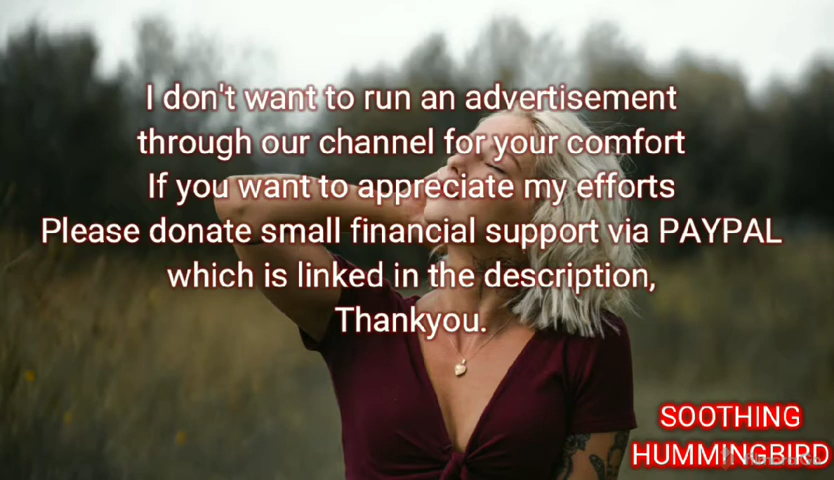 I don't want to run an advertisement
through our channel for your comfort
If you want to appreciate my efforts
Please donate small financial support via PAYPAL
which is linked in the description,
Thankyou.
SOOTHING
HUMMINGBIRD